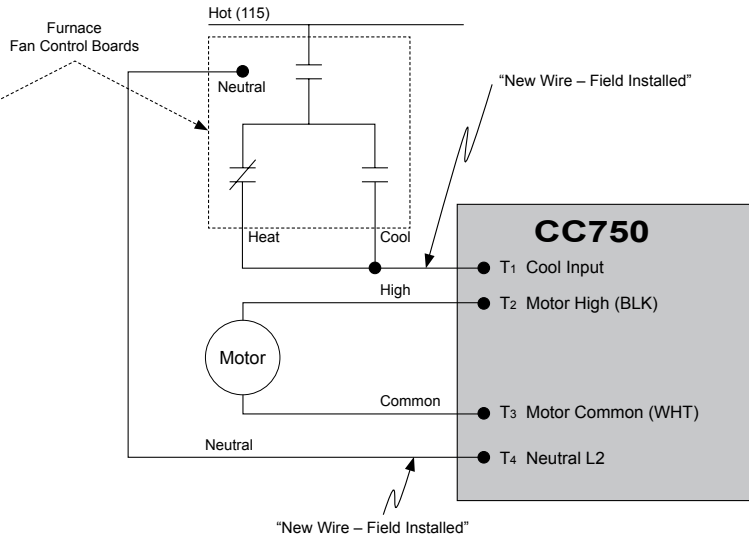 Hot (115)
Furnace
Fan Control Boards
Neutral
“New Wire – Field Installed”
Heat
Cool
CC750
T1 Cool Input
High
T2 Motor High (BLK)
Motor
Common
T3 Motor Common (WHT)
Neutral
T4 Neutral L2
“New Wire – Field Installed”